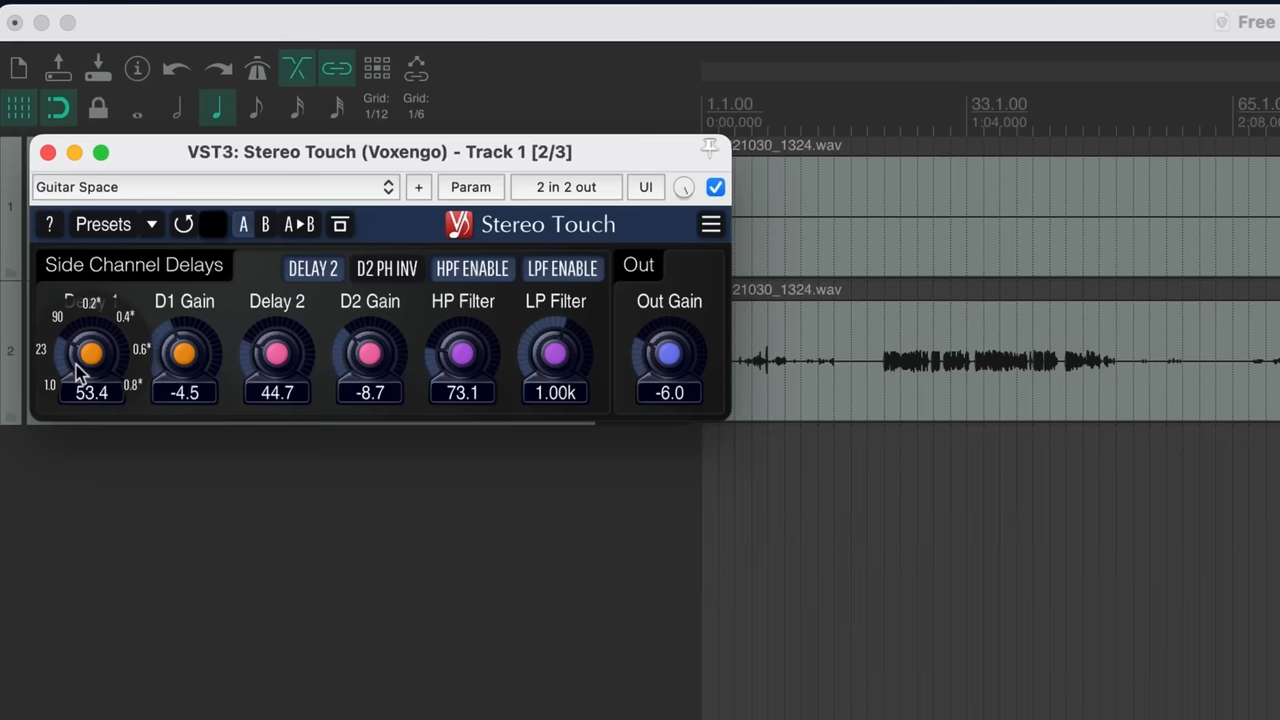 Free
Grid:
1/12
Grid:
1/6
1.1.00
0:00.000
33.1.00
1:04.000
65.1.0
2:08.0
VST3: Stereo Touch (Voxengo) - Track 1 [2/3]
21030_1324.wav
Guitar Space
+
Param
2 in 2 out
UI
1
?
Presets
A
B
A▸B
Stereo Touch
Side Channel Delays
DELAY 2
D2 PH INV
HPF ENABLE
LPF ENABLE
Out
0.2*
D1 Gain
Delay 2
D2 Gain
HP Filter
LP Filter
Out Gain
21030_1324.wav
90
0.4*
23
0.6*
1.0
0.8*
2
53.4
-4.5
44.7
-8.7
73.1
1.00k
-6.0